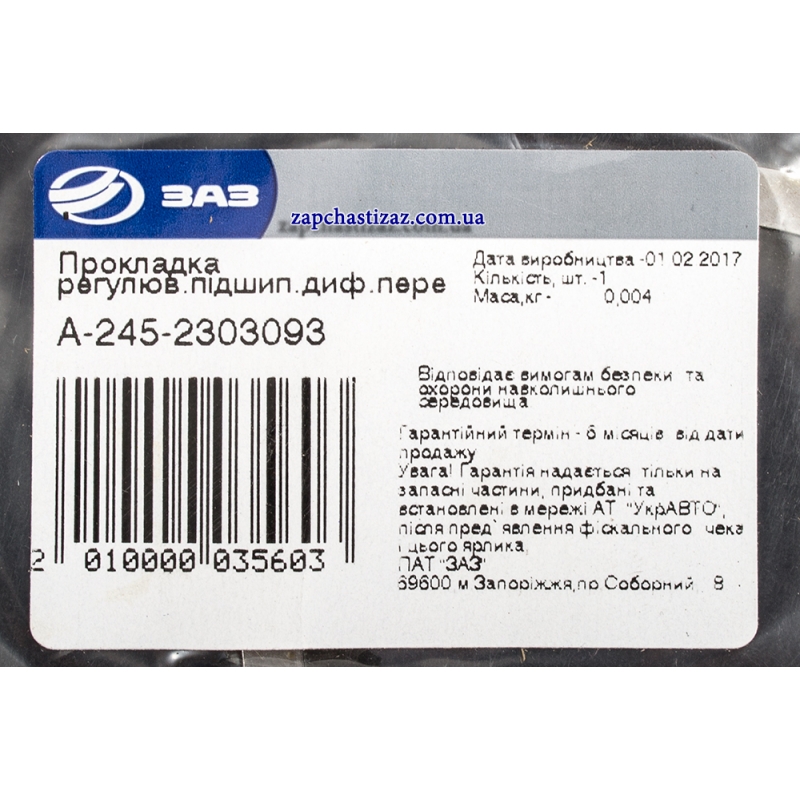 ЗАЗ
zapchastizaz.com.ua
Прокладка
регулюв.підшип.диф.пере
А-245-2303093
Дата виробництва -01 02 2017
Кількість, шт. -1
Маса,кг - 0,004
Відповідає вимогам безпеки та
охорони навколишнього
середовища
Гарантійний термін - 6 місяців від дати
продажу
Увага! Гарантія надається тільки на
запасні частини, придбані та
встановлені в мережі АТ "УкрАВТО",
після пред`явлення фіскального чека
і цього ярлика,
ПАТ "ЗАЗ"
69600 м Запоріжжя,пр.Соборний 8
2 010000 035603